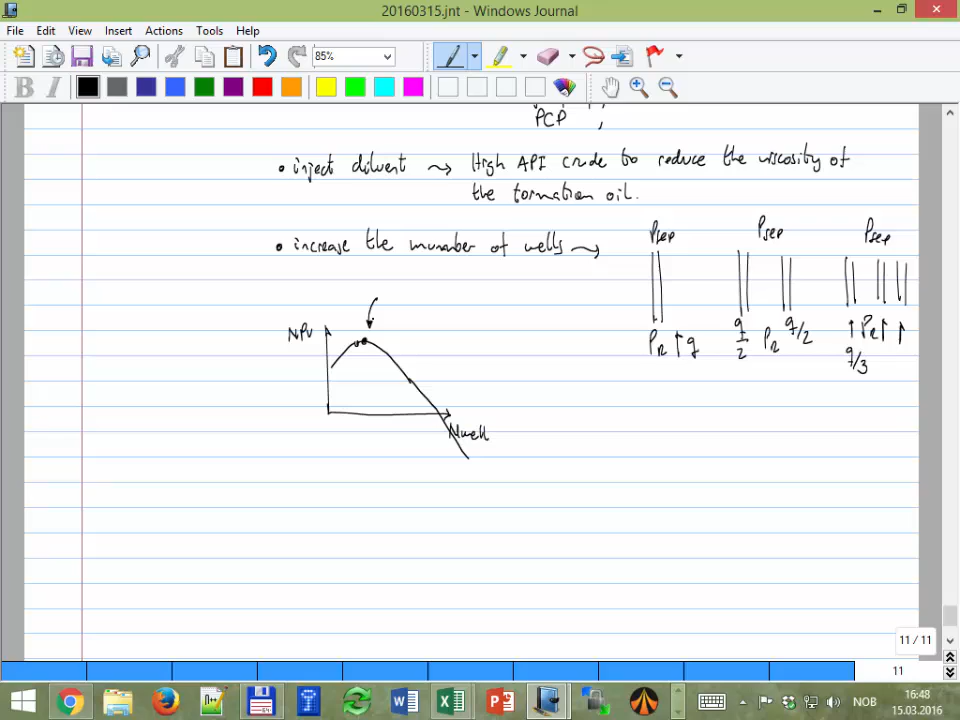 20160315.jnt - Windows Journal
File Edit View Insert Actions Tools Help
85%
B I
PCP ,
• inject diluent → High API crude to reduce the viscosity of
the formation oil.
• increase the munaber of wells →
Psep Psep Psep
NPV
PR ↑ q q/2 PR q/2 ↑ PR ↑ ↑
q/3
Nwell
11 / 11
11
NOB
16:48
15.03.2016